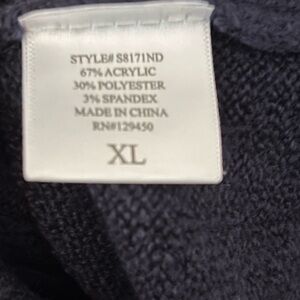 STYLE# S8171ND
67% ACRYLIC
30% POLYESTER
3% SPANDEX
MADE IN CHINA
RN#129450
XL